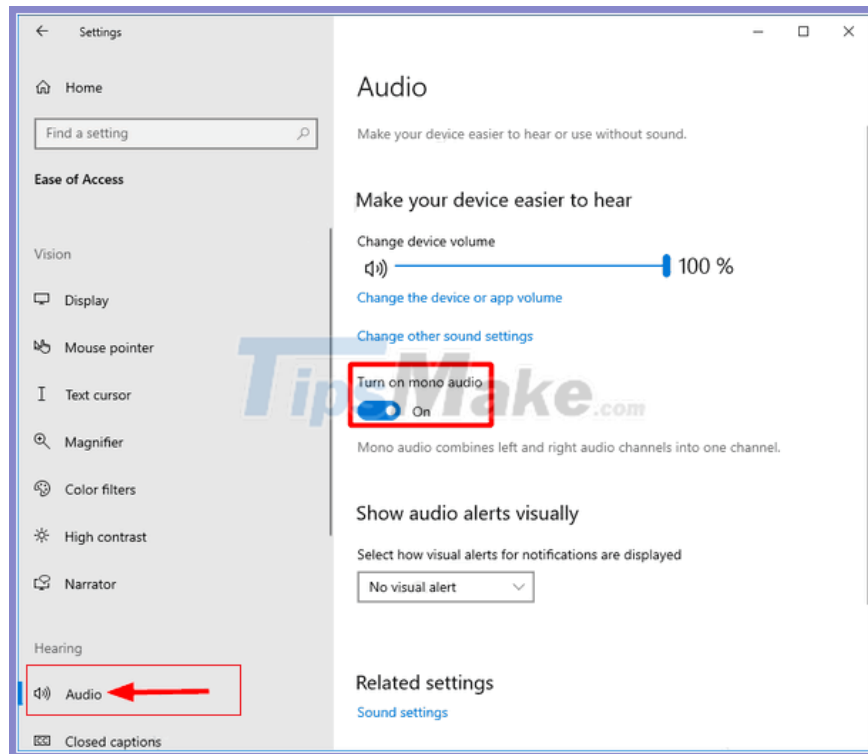 Settings
Home
Find a setting
Ease of Access
Vision
Display
Mouse pointer
Text cursor
Magnifier
Color filters
High contrast
Narrator
Hearing
Audio
Closed captions
Audio
Make your device easier to hear or use without sound.
Make your device easier to hear
Change device volume
100 %
Change the device or app volume
Change other sound settings
Turn on mono audio
On
Mono audio combines left and right audio channels into one channel.
Show audio alerts visually
Select how visual alerts for notifications are displayed
No visual alert
Related settings
Sound settings
TipsMake.com